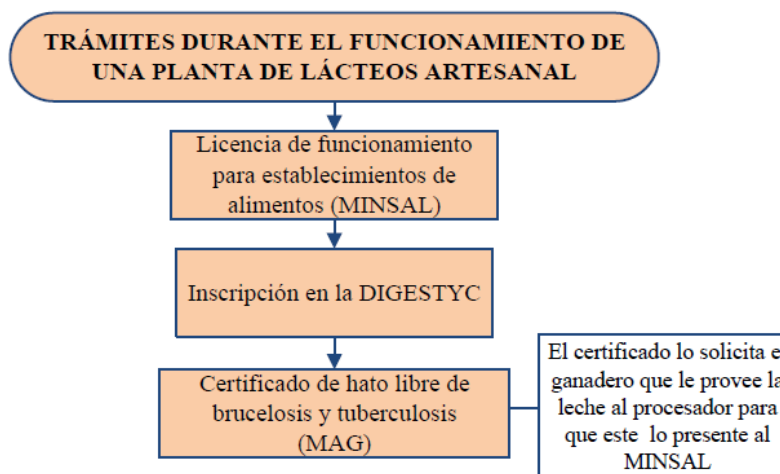 TRÁMITES DURANTE EL FUNCIONAMIENTO DE
UNA PLANTA DE LÁCTEOS ARTESANAL
Licencia de funcionamiento
para establecimientos de
alimentos (MINSAL)
Inscripción en la DIGESTYC
Certificado de hato libre de
brucelosis y tuberculosis
(MAG)
El certificado lo solicita e
ganadero que le provee la
leche al procesador para
que este lo presente al
MINSAL